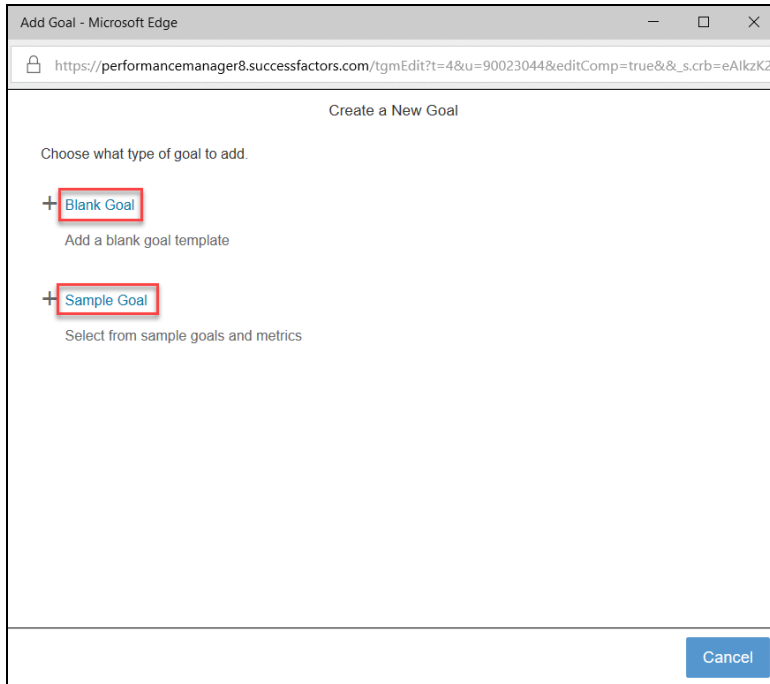 Add Goal - Microsoft Edge
https://performancemanager8.successfactors.com/tgmEdit?t=4&u=90023044&editComp=true&&_s.crb=eAIkzK2
Create a New Goal
Choose what type of goal to add.
+ Blank Goal
Add a blank goal template
+ Sample Goal
Select from sample goals and metrics
Cancel